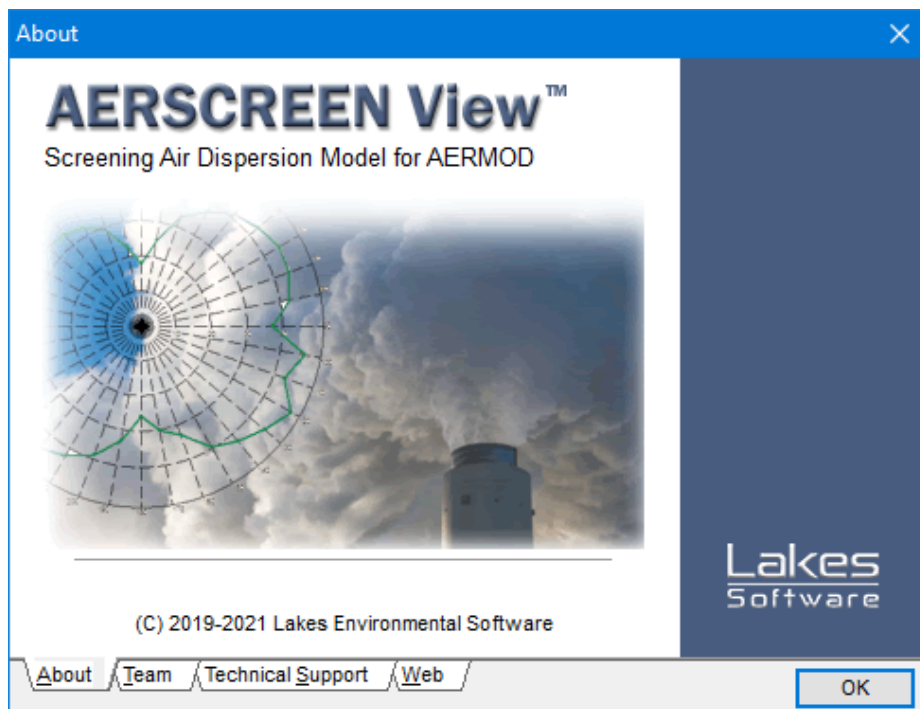 About
AERSCREEN View™
Screening Air Dispersion Model for AERMOD
Lakes
Software
(C) 2019-2021 Lakes Environmental Software
About
Team
Technical Support
Web
OK